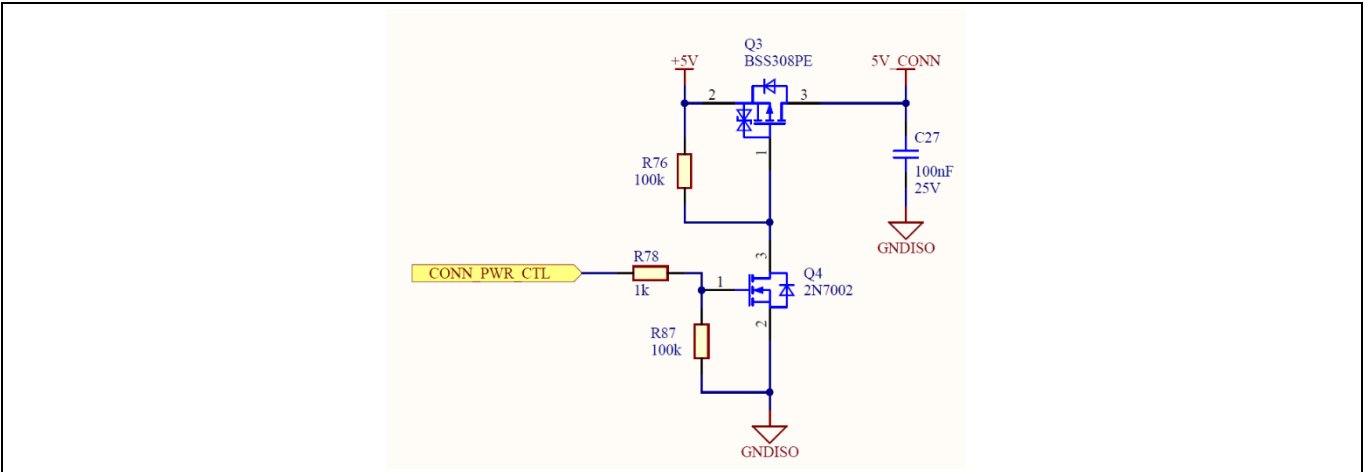 Q3
BSS308PE
+5V
5V_CONN
2
3
1
C27
100nF
25V
R76
100k
GNDISO
CONN_PWR_CTL
R78
1k
3
1
Q4
2N7002
2
R87
100k
GNDISO